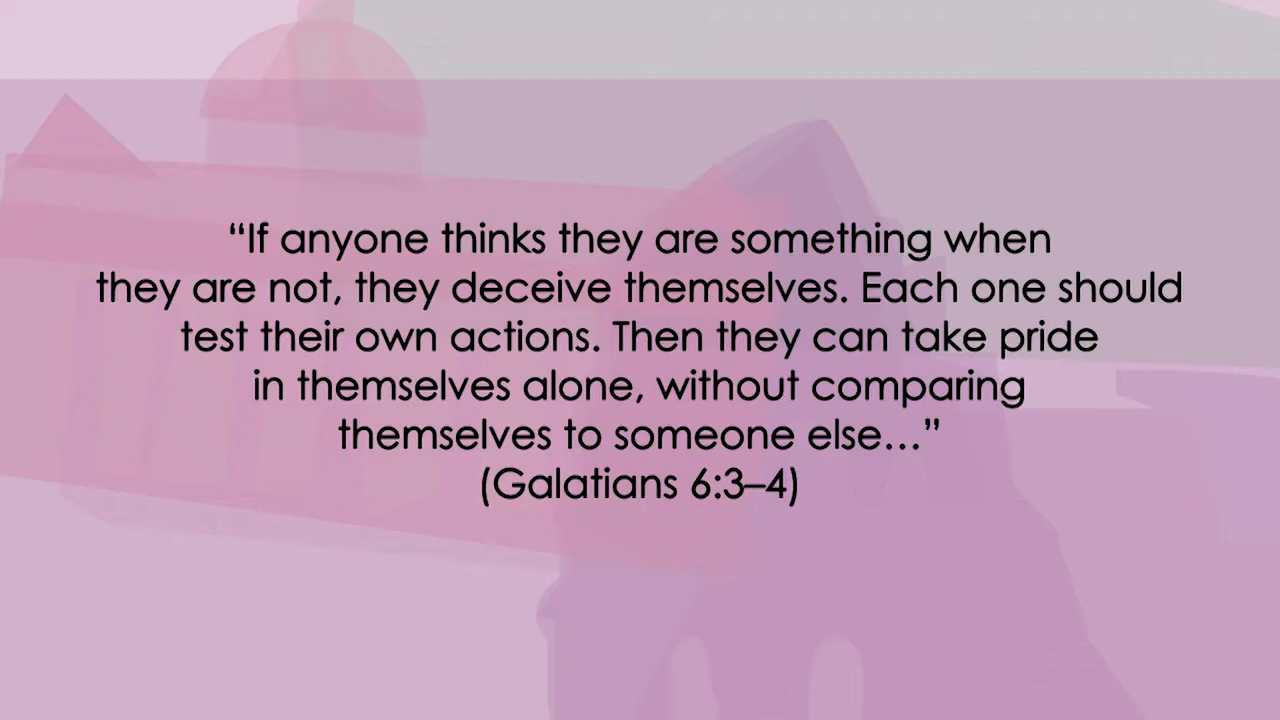 “If anyone thinks they are something when
they are not, they deceive themselves. Each one should
test their own actions. Then they can take pride
in themselves alone, without comparing
themselves to someone else…”
(Galatians 6:3–4)